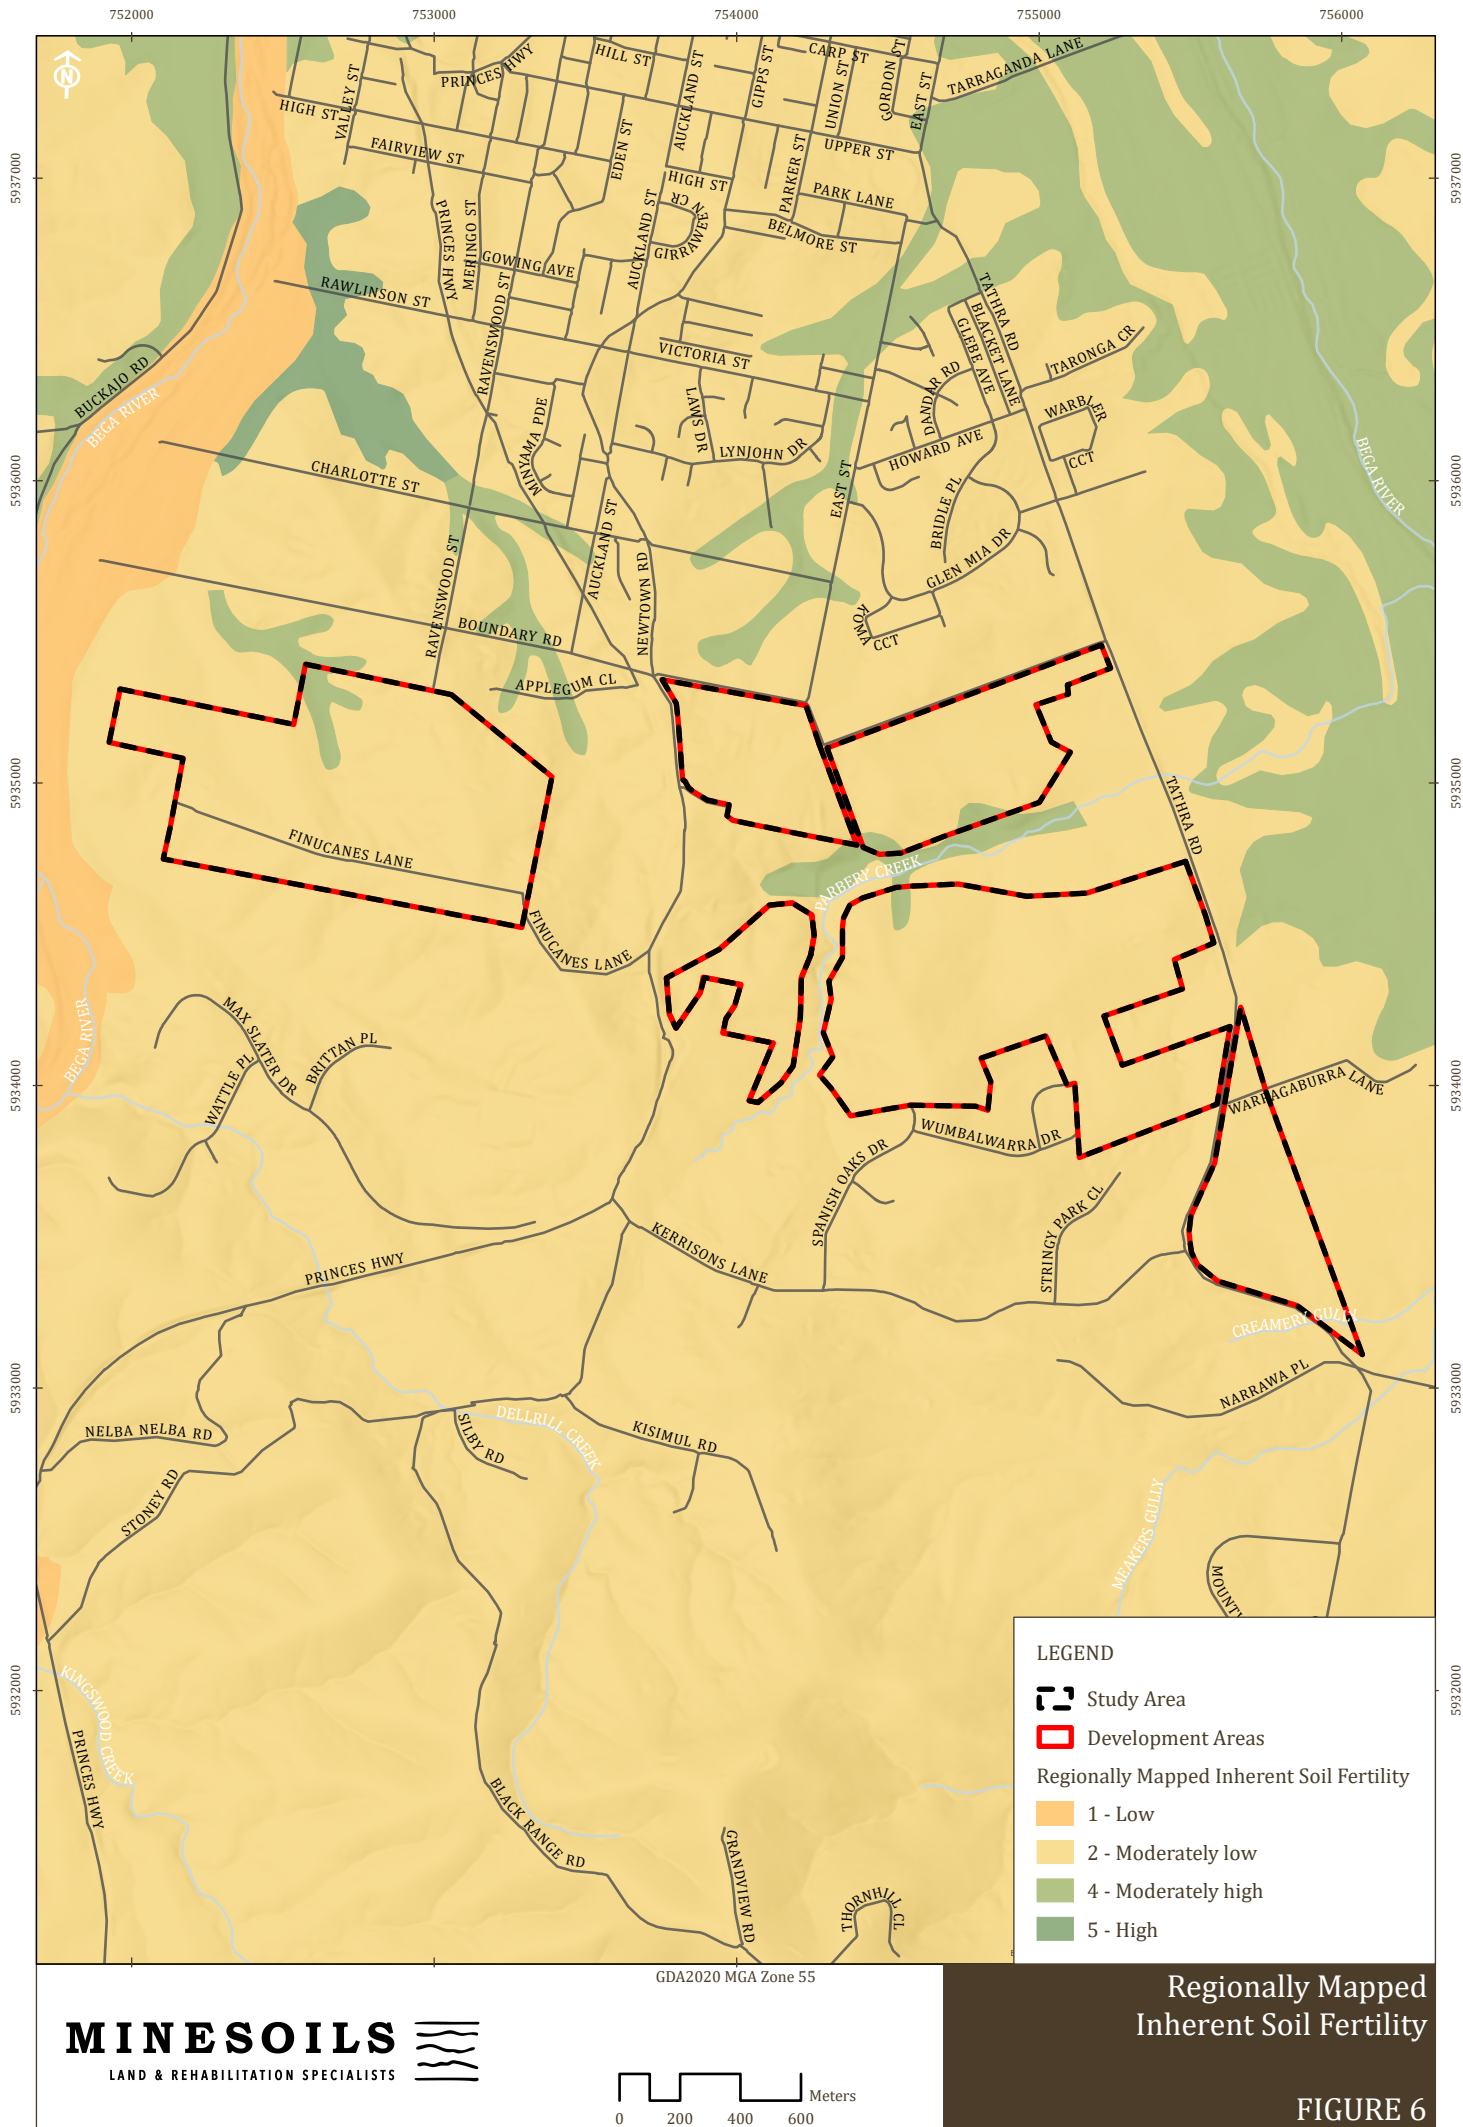 752000
753000
754000
755000
756000
N
HILL ST
CARP ST
PRINCES HWY
AUCKLAND ST
GIPPS ST
UNION ST
GORDON ST
EAST ST
TARRAGANDA LANE
HIGH ST
VALLEY ST
FAIRVIEW ST
EDEN ST
UPPER ST
PARKER ST
HIGH ST
PARK LANE
BELMORE ST
5937000
5937000
PRINCES HWY
MERINGO ST
GOWING AVE
AUCKLAND ST
GIRRAWEEN CR
RAWLINSON ST
RAVENSWOOD ST
TATHRA RD
BLACKET LANE
GLEBE AVE
TARONGA CR
VICTORIA ST
DANDAR RD
BUCKAJO RD
BEGA RIVER
LAWS DR
LYNJOHN DR
MINYAMA PDE
WARBLER CCT
HOWARD AVE
BEGA RIVER
CHARLOTTE ST
EAST ST
BRIDLE PL
5936000
5936000
AUCKLAND ST
NEWTOWN RD
GLEN MIA DR
RAVENSWOOD ST
BOUNDARY RD
KOMA CCT
APPLEGUM CL
5935000
5935000
TATHRA RD
FINUCANES LANE
PARBERY CREEK
FINUCANES LANE
MAX SLATER DR
BRITTAN PL
WATTLE PL
BEGA RIVER
5934000
5934000
WARRAGABURRA LANE
WUMBALWARRA DR
SPANISH OAKS DR
STRINGY PARK CL
KERRISONS LANE
PRINCES HWY
CREAMERY GULLY
NARRAWA PL
5933000
5933000
NELBA NELBA RD
SILBY RD
DELLRILL CREEK
KISIMUL RD
STONEY RD
MEAKERS GULLY
5932000
5932000
KINGSWOOD CREEK
PRINCES HWY
BLACK RANGE RD
GRANDVIEW RD
THORNHILL CL
LEGEND
Study Area
Development Areas
Regionally Mapped Inherent Soil Fertility
1 - Low
2 - Moderately low
4 - Moderately high
5 - High
GDA2020 MGA Zone 55
MINESOILS
LAND & REHABILITATION SPECIALISTS
Meters
0 200 400 600
Regionally Mapped
Inherent Soil Fertility
FIGURE 6